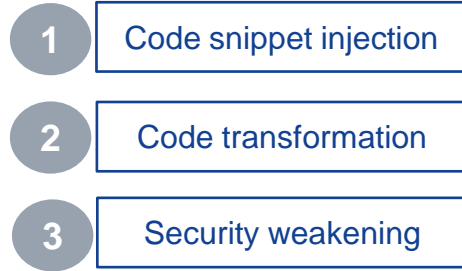 1 Code snippet injection
2 Code transformation
3 Security weakening